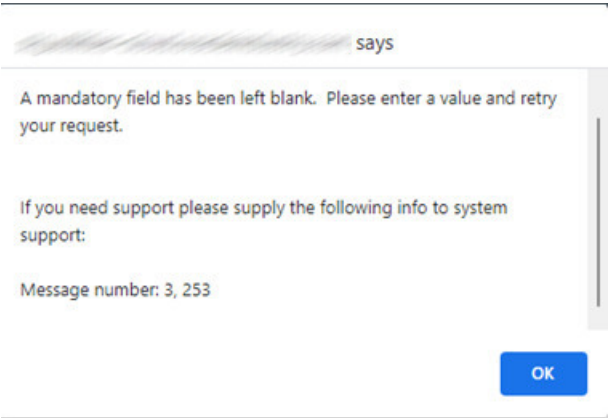 says
A mandatory field has been left blank.  Please enter a value and retry
your request.
If you need support please supply the following info to system
support:
Message number: 3, 253
OK